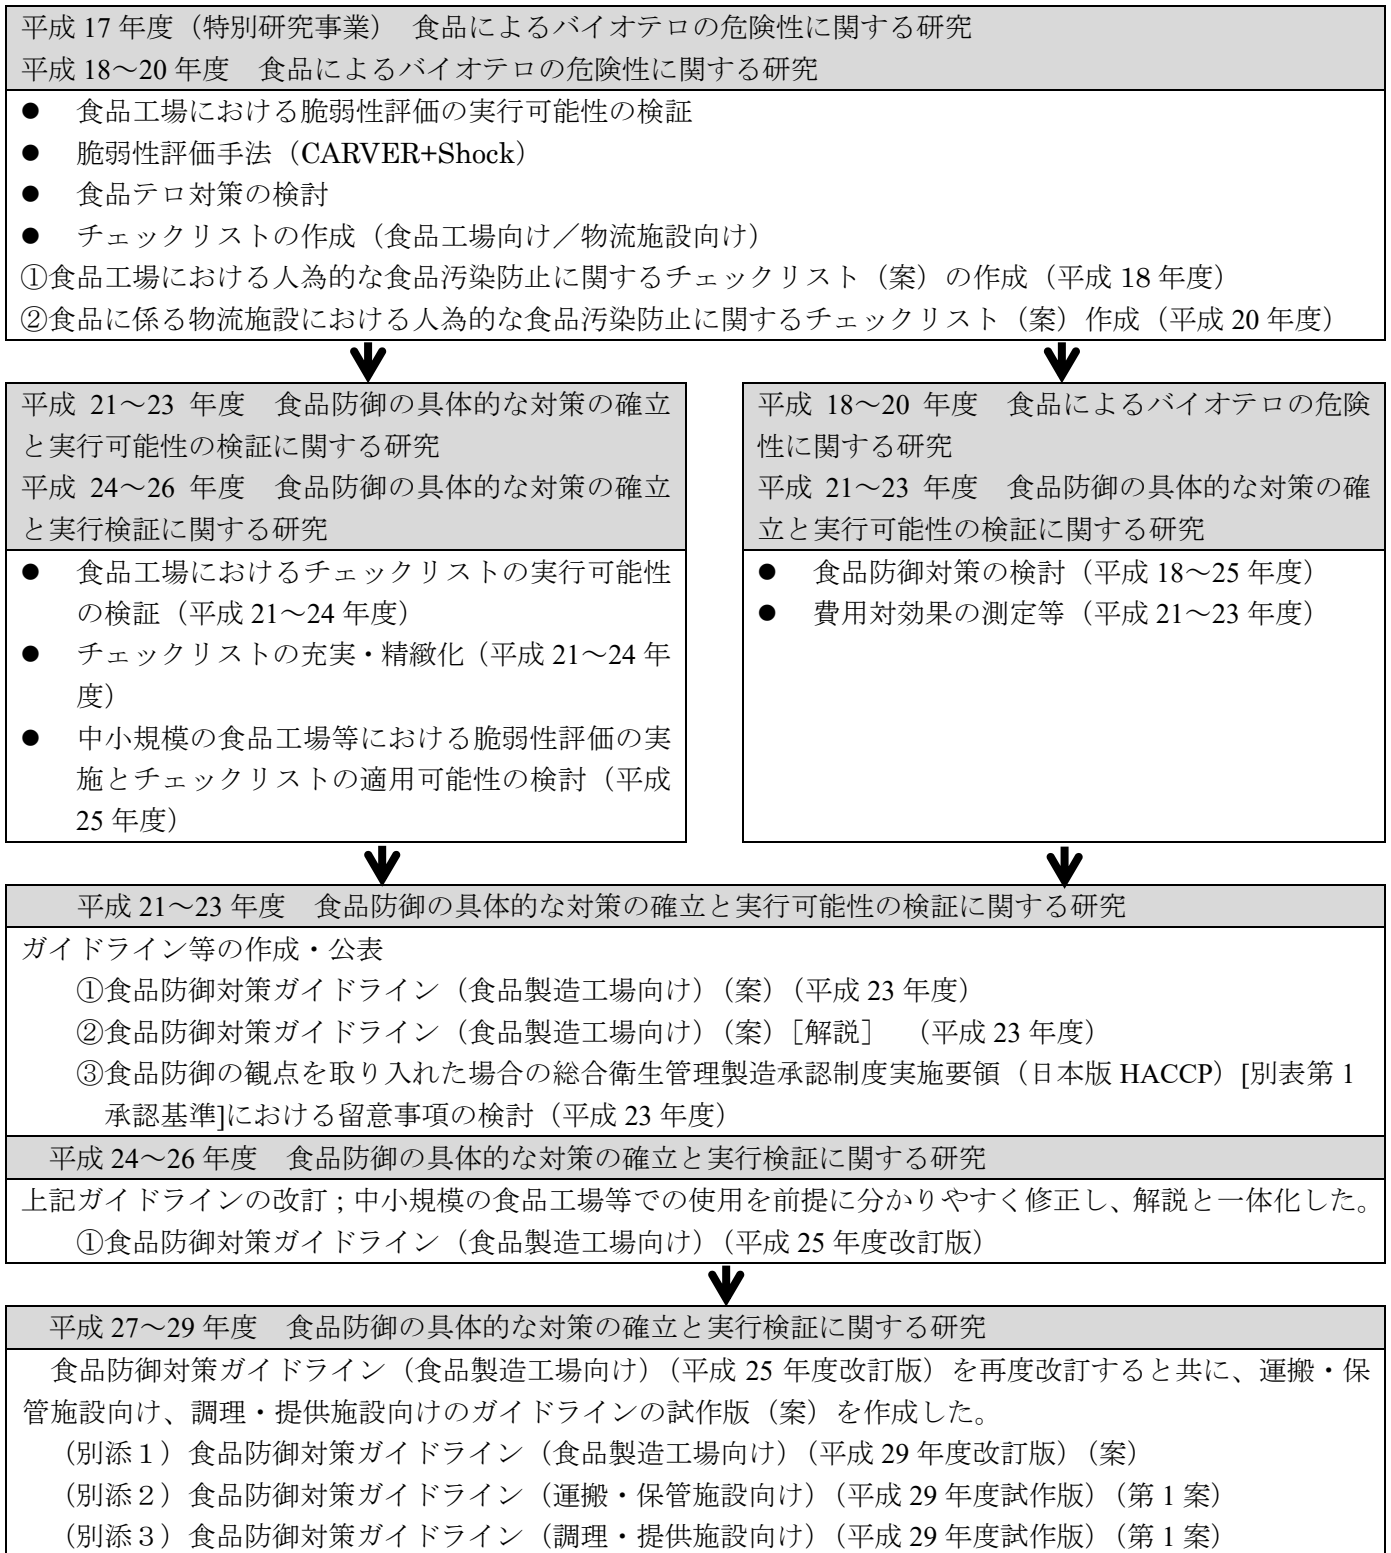 平成 17 年度（特別研究事業）　食品によるバイオテロの危険性に関する研究
平成 18～20 年度　食品によるバイオテロの危険性に関する研究
● 食品工場における脆弱性評価の実行可能性の検証
● 脆弱性評価手法（CARVER+Shock）
● 食品テロ対策の検討
● チェックリストの作成（食品工場向け／物流施設向け）
①食品工場における人為的な食品汚染防止に関するチェックリスト（案）の作成（平成 18 年度）
②食品に係る物流施設における人為的な食品汚染防止に関するチェックリスト（案）作成（平成 20 年度）
平成 21～23 年度　食品防御の具体的な対策の確立
と実行可能性の検証に関する研究
平成 24～26 年度　食品防御の具体的な対策の確立
と実行検証に関する研究
● 食品工場におけるチェックリストの実行可能性
の検証（平成 21～24 年度）
● チェックリストの充実・精緻化（平成 21～24 年
度）
● 中小規模の食品工場等における脆弱性評価の実
施とチェックリストの適用可能性の検討（平成
25 年度）
平成 18～20 年度　食品によるバイオテロの危険
性に関する研究
平成 21～23 年度　食品防御の具体的な対策の確
立と実行可能性の検証に関する研究
● 食品防御対策の検討（平成 18～25 年度）
● 費用対効果の測定等（平成 21～23 年度）
平成 21～23 年度　食品防御の具体的な対策の確立と実行可能性の検証に関する研究
ガイドライン等の作成・公表
①食品防御対策ガイドライン（食品製造工場向け）（案）（平成 23 年度）
②食品防御対策ガイドライン（食品製造工場向け）（案）［解説］　（平成 23 年度）
③食品防御の観点を取り入れた場合の総合衛生管理製造承認制度実施要領（日本版 HACCP）[別表第 1
承認基準]における留意事項の検討（平成 23 年度）
平成 24～26 年度　食品防御の具体的な対策の確立と実行検証に関する研究
上記ガイドラインの改訂；中小規模の食品工場等での使用を前提に分かりやすく修正し、解説と一体化した。
①食品防御対策ガイドライン（食品製造工場向け）（平成 25 年度改訂版）
平成 27～29 年度　食品防御の具体的な対策の確立と実行検証に関する研究
食品防御対策ガイドライン（食品製造工場向け）（平成 25 年度改訂版）を再度改訂すると共に、運搬・保
管施設向け、調理・提供施設向けのガイドラインの試作版（案）を作成した。
（別添１）食品防御対策ガイドライン（食品製造工場向け）（平成 29 年度改訂版）（案）
（別添２）食品防御対策ガイドライン（運搬・保管施設向け）（平成 29 年度試作版）（第 1 案）
（別添３）食品防御対策ガイドライン（調理・提供施設向け）（平成 29 年度試作版）（第 1 案）